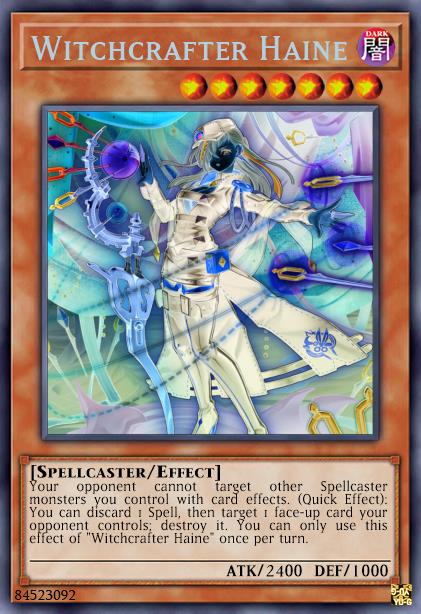 WITCHCRAFTER HAINE
DARK
闇
[SPELLCASTER/EFFECT]
Your opponent cannot target other Spellcaster
monsters you control with card effects. (Quick Effect):
You can discard 1 Spell, then target 1 face-up card your
opponent controls; destroy it. You can only use this
effect of "Witchcrafter Haine" once per turn.
ATK/2400 DEF/1000
84523092